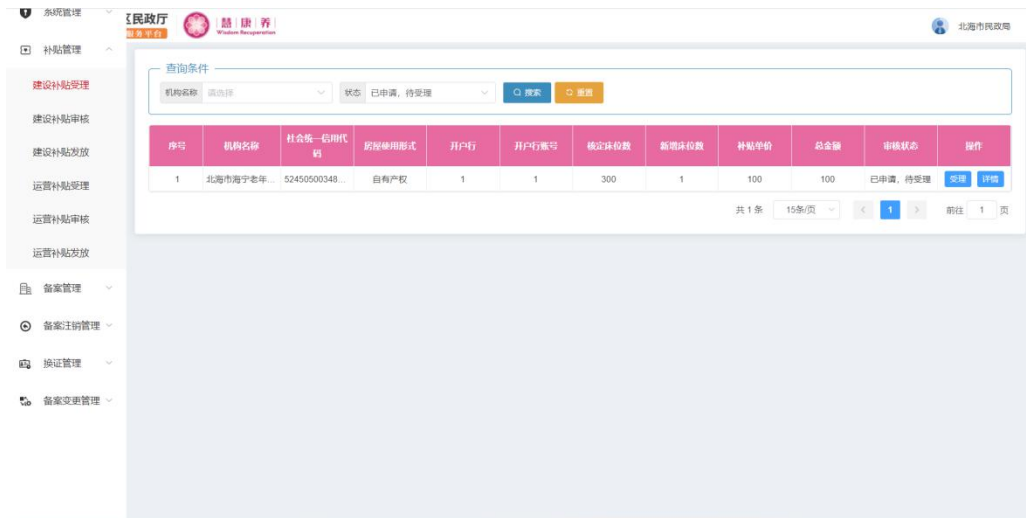 系统管理
补贴管理
建设补贴受理
建设补贴审核
建设补贴发放
运营补贴受理
运营补贴审核
运营补贴发放
备案管理
备案注销管理
换证管理
备案变更管理
区民政厅
服务平台
慧 康 养
Wisdom Recuperation
北海市民政局
查询条件
机构名称 请选择 状态 已申请，待受理 搜索 重置
序号 机构名称 社会统一信用代码 房屋使用形式 开户行 开户行账号 核定床位数 新增床位数 补贴单价 总金额 审核状态 操作
1 北海市海宁老年... 52450500348... 自有产权 1 1 300 1 100 100 已申请，待受理 受理 详情
共 1 条 15条/页 < 1 > 前往 1 页